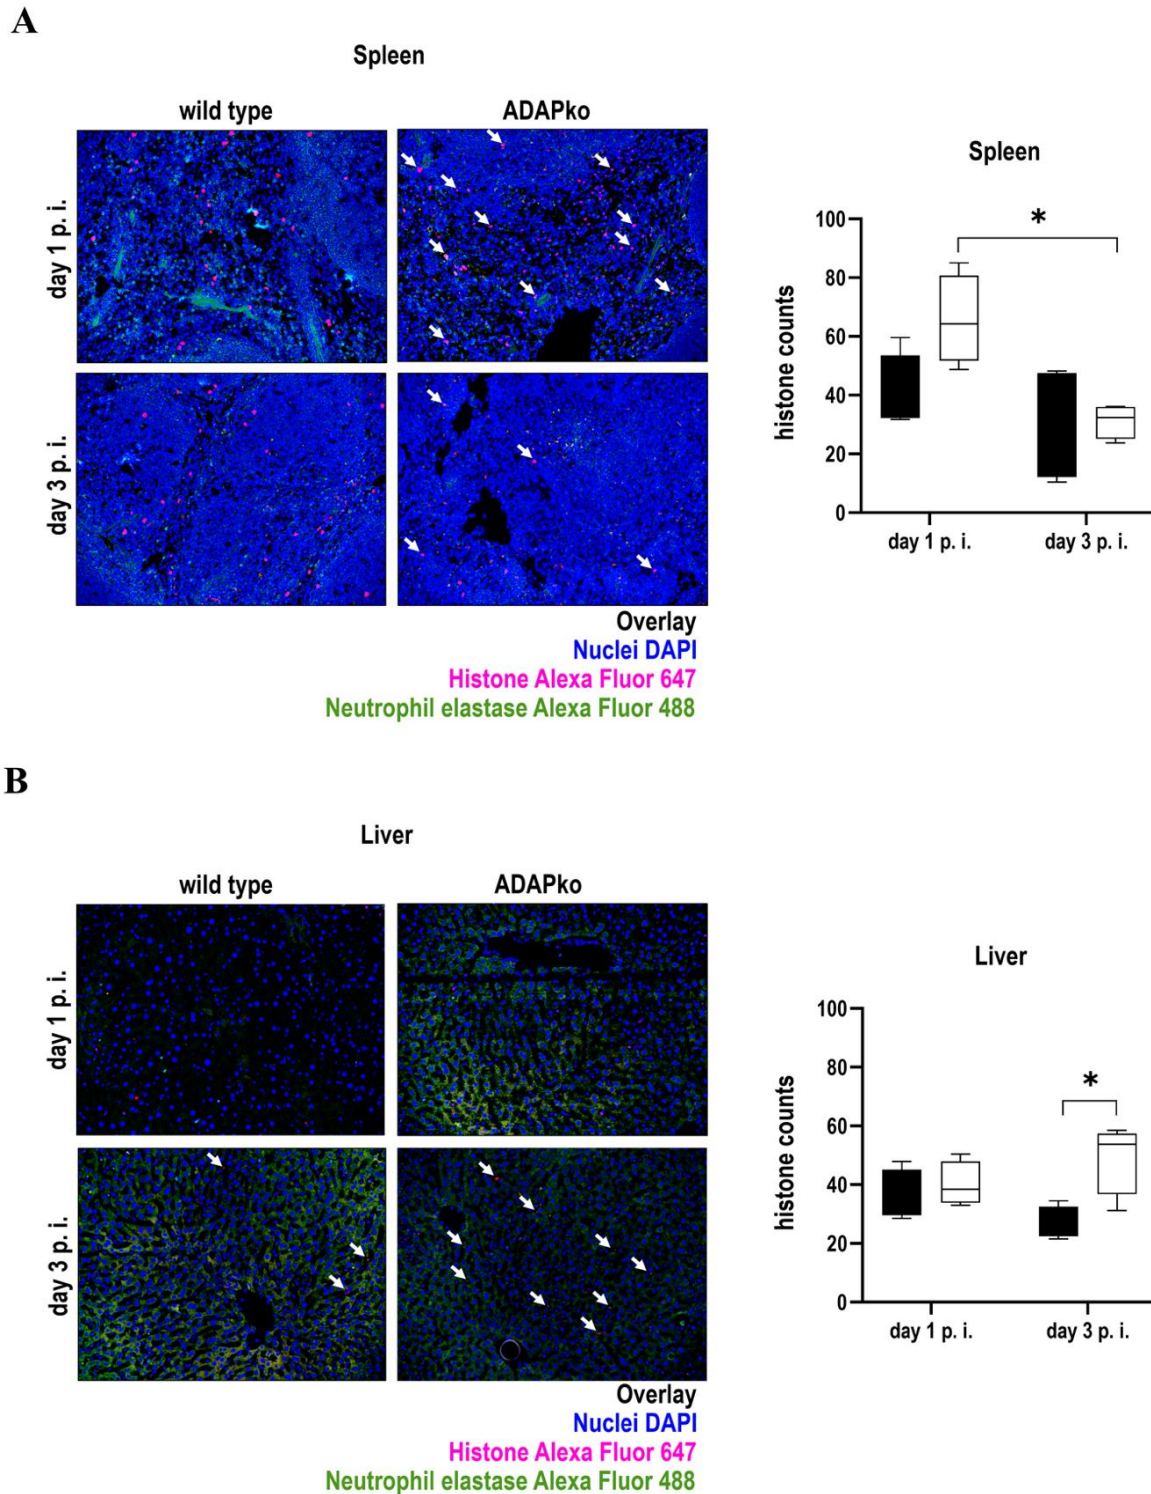 A
Spleen
wild type
ADAPko
day 1 p. i.
day 3 p. i.
Overlay
Nuclei DAPI
Histone Alexa Fluor 647
Neutrophil elastase Alexa Fluor 488
Spleen
histone counts
100
80
60
40
20
0
*
day 1 p. i.
day 3 p. i.
B
Liver
wild type
ADAPko
day 1 p. i.
day 3 p. i.
Overlay
Nuclei DAPI
Histone Alexa Fluor 647
Neutrophil elastase Alexa Fluor 488
Liver
histone counts
100
80
60
40
20
0
*
day 1 p. i.
day 3 p. i.